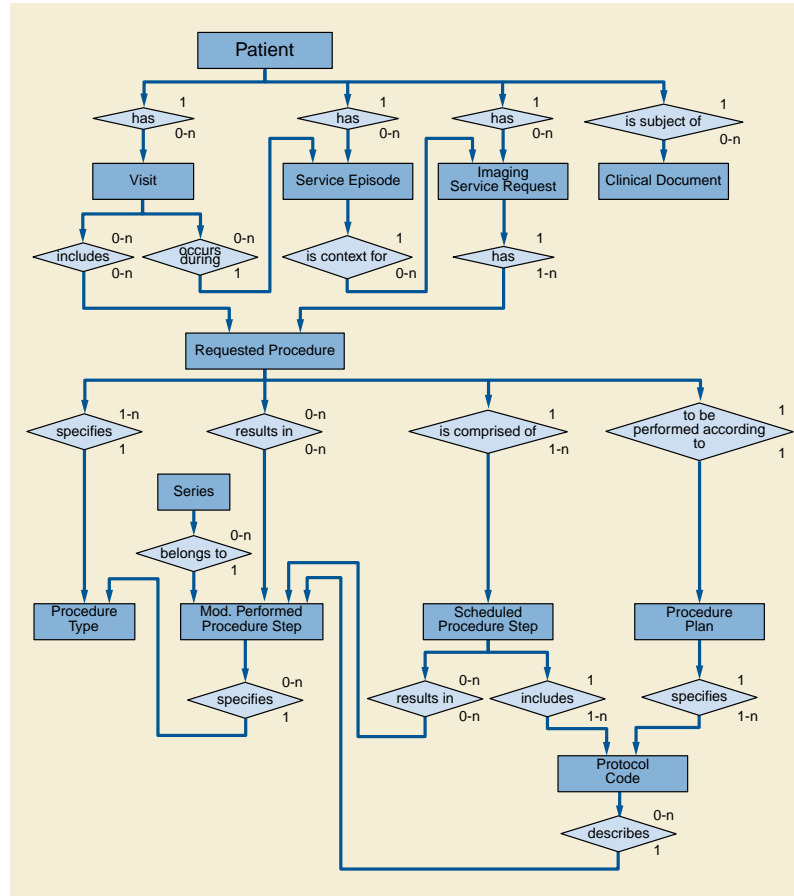 Patient
1
1
1
1
has
has
has
is subject of
0-n
0-n
0-n
0-n
Visit
Service Episode
Imaging
Service Request
Clinical Document
0-n
0-n
1
1
includes
occurs
during
is context for
has
0-n
1
0-n
1-n
Requested Procedure
1-n
0-n
1
1
specifies
results in
is comprised of
to be
performed according
to
1
0-n
1-n
1
Series
0-n
belongs to
1
Procedure
Type
Mod. Performed
Procedure Step
Scheduled
Procedure Step
Procedure
Plan
0-n
0-n
1
1
specifies
results in
includes
specifies
1
0-n
1-n
1-n
Protocol
Code
0-n
describes
1